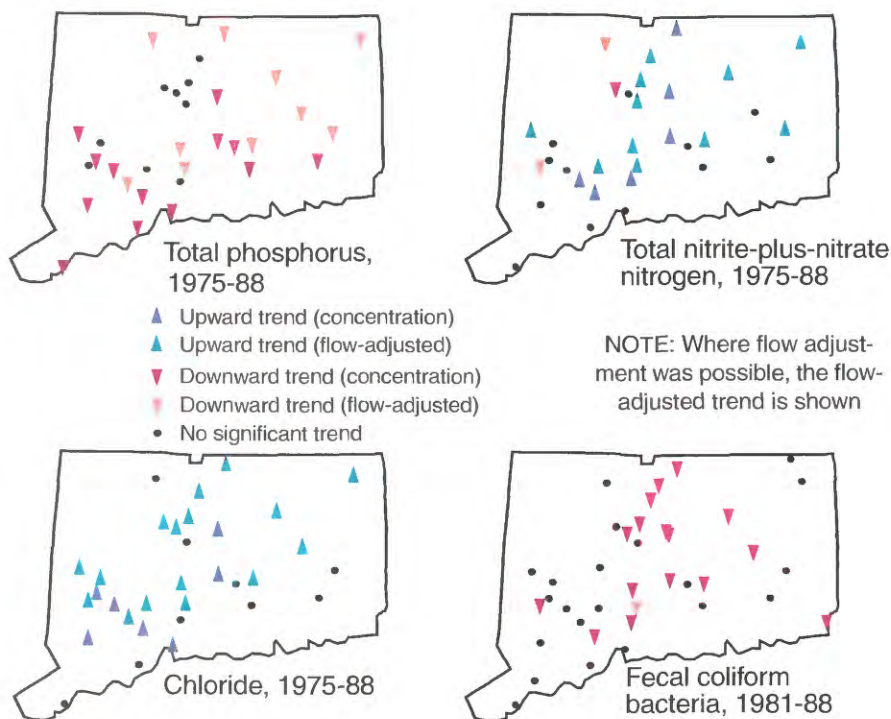 Total phosphorus,
1975-88
Total nitrite-plus-nitrate
nitrogen, 1975-88
Upward trend (concentration)
Upward trend (flow-adjusted)
Downward trend (concentration)
Downward trend (flow-adjusted)
No significant trend
NOTE: Where flow adjust-
ment was possible, the flow-
adjusted trend is shown
Chloride, 1975-88
Fecal coliform
bacteria, 1981-88